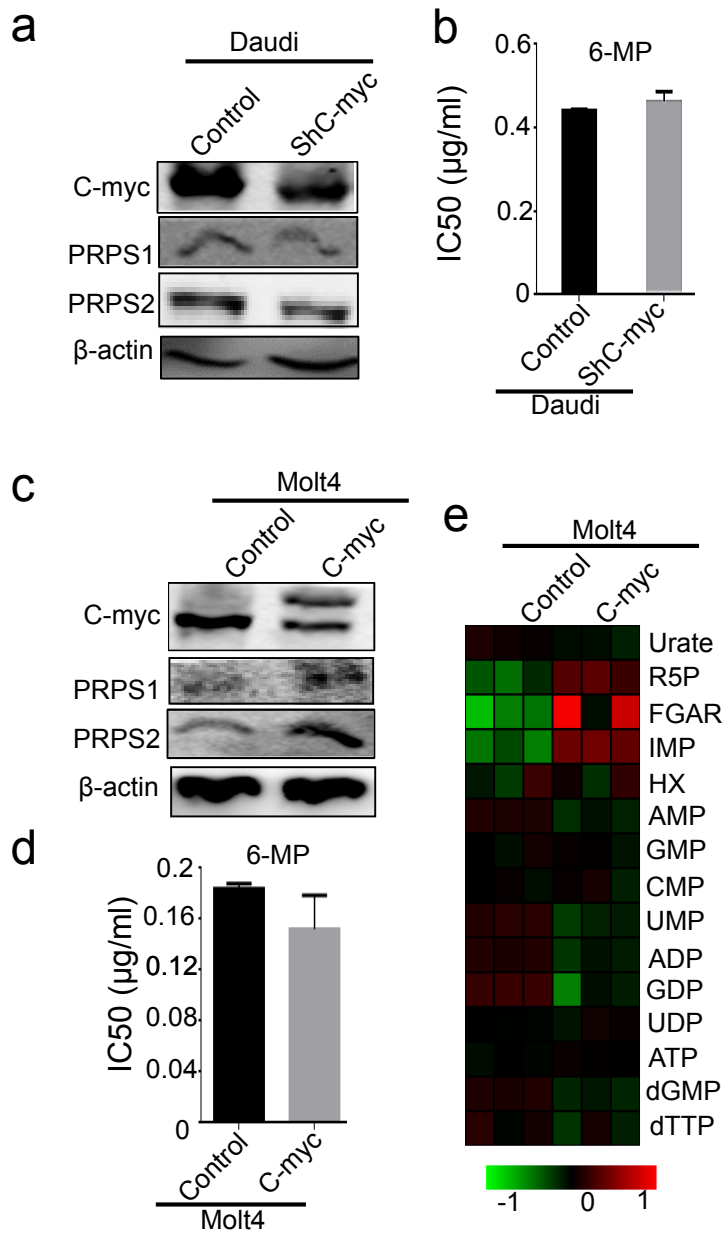 a
Daudi
Control
ShC-myc
C-myc
PRPS1
PRPS2
β-actin
b
6-MP
IC50 (µg/ml)
0.6
0.4
0.2
0
Control
ShC-myc
Daudi
c
Molt4
Control
C-myc
C-myc
PRPS1
PRPS2
β-actin
d
6-MP
IC50 (µg/ml)
0.2
0.16
0.12
0.08
0.04
0
Control
C-myc
Molt4
e
Molt4
Control
C-myc
Urate
R5P
FGAR
IMP
HX
AMP
GMP
CMP
UMP
ADP
GDP
UDP
ATP
dGMP
dTTP
-1 0 1